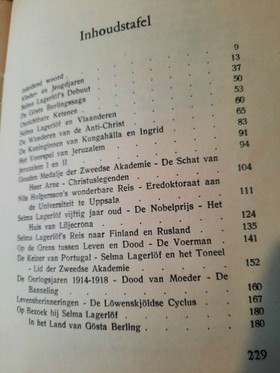 Inhoudstafel
Inleidend woord 9
Kinder- en Jeugdjaren 13
Selma Lagerlöf's Debuut 37
De Gösta Berlingssaga 50
Onzichtbare Ketenen 53
Selma Lagerlöf en Vlaanderen 60
De Wonderen van de Anti-Christ 65
De Koninginnen van Kungahälla en Ingrid 83
Het Voorspel van Jeruzalem 91
Jeruzalem I en II 94
Gouden Medalje der Zweedse Akademie - De Schat van
Heer Arne - Christuslegenden 104
Nils Holgersson's wonderbare Reis - Eredoktoraat aan
de Universiteit te Uppsala 115
Selma Lagerlöf vijftig jaar oud - De Nobelprijs - Het
Huis van Liljecrona 124
Selma Lagerlöf's Reis naar Finland en Rusland 135
Op de Grens tussen Leven en Dood - De Voerman 141
De Keizer van Portugal - Selma Lagerlöf en het Toneel
- Lid der Zweedse Akademie 152
De Oorlogsjaren 1914-1918 - Dood van Moeder - De
Banneling 160
Levensherinneringen - De Löwenskjöldse Cyclus 167
Op Bezoek bij Selma Lagerlöf 180
In het Land van Gösta Berling 180
229